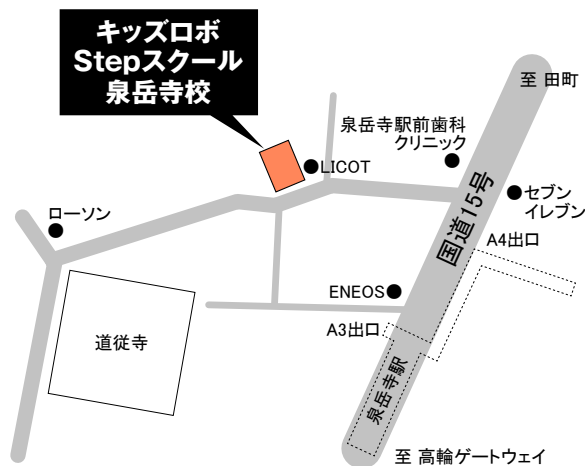 キッズロボ
Stepスクール
泉岳寺校
至 田町
泉岳寺駅前歯科
クリニック
LICOT
セブン
イレブン
国道15号
ローソン
A4出口
ENEOS
A3出口
道従寺
泉岳寺駅
至 高輪ゲートウェイ